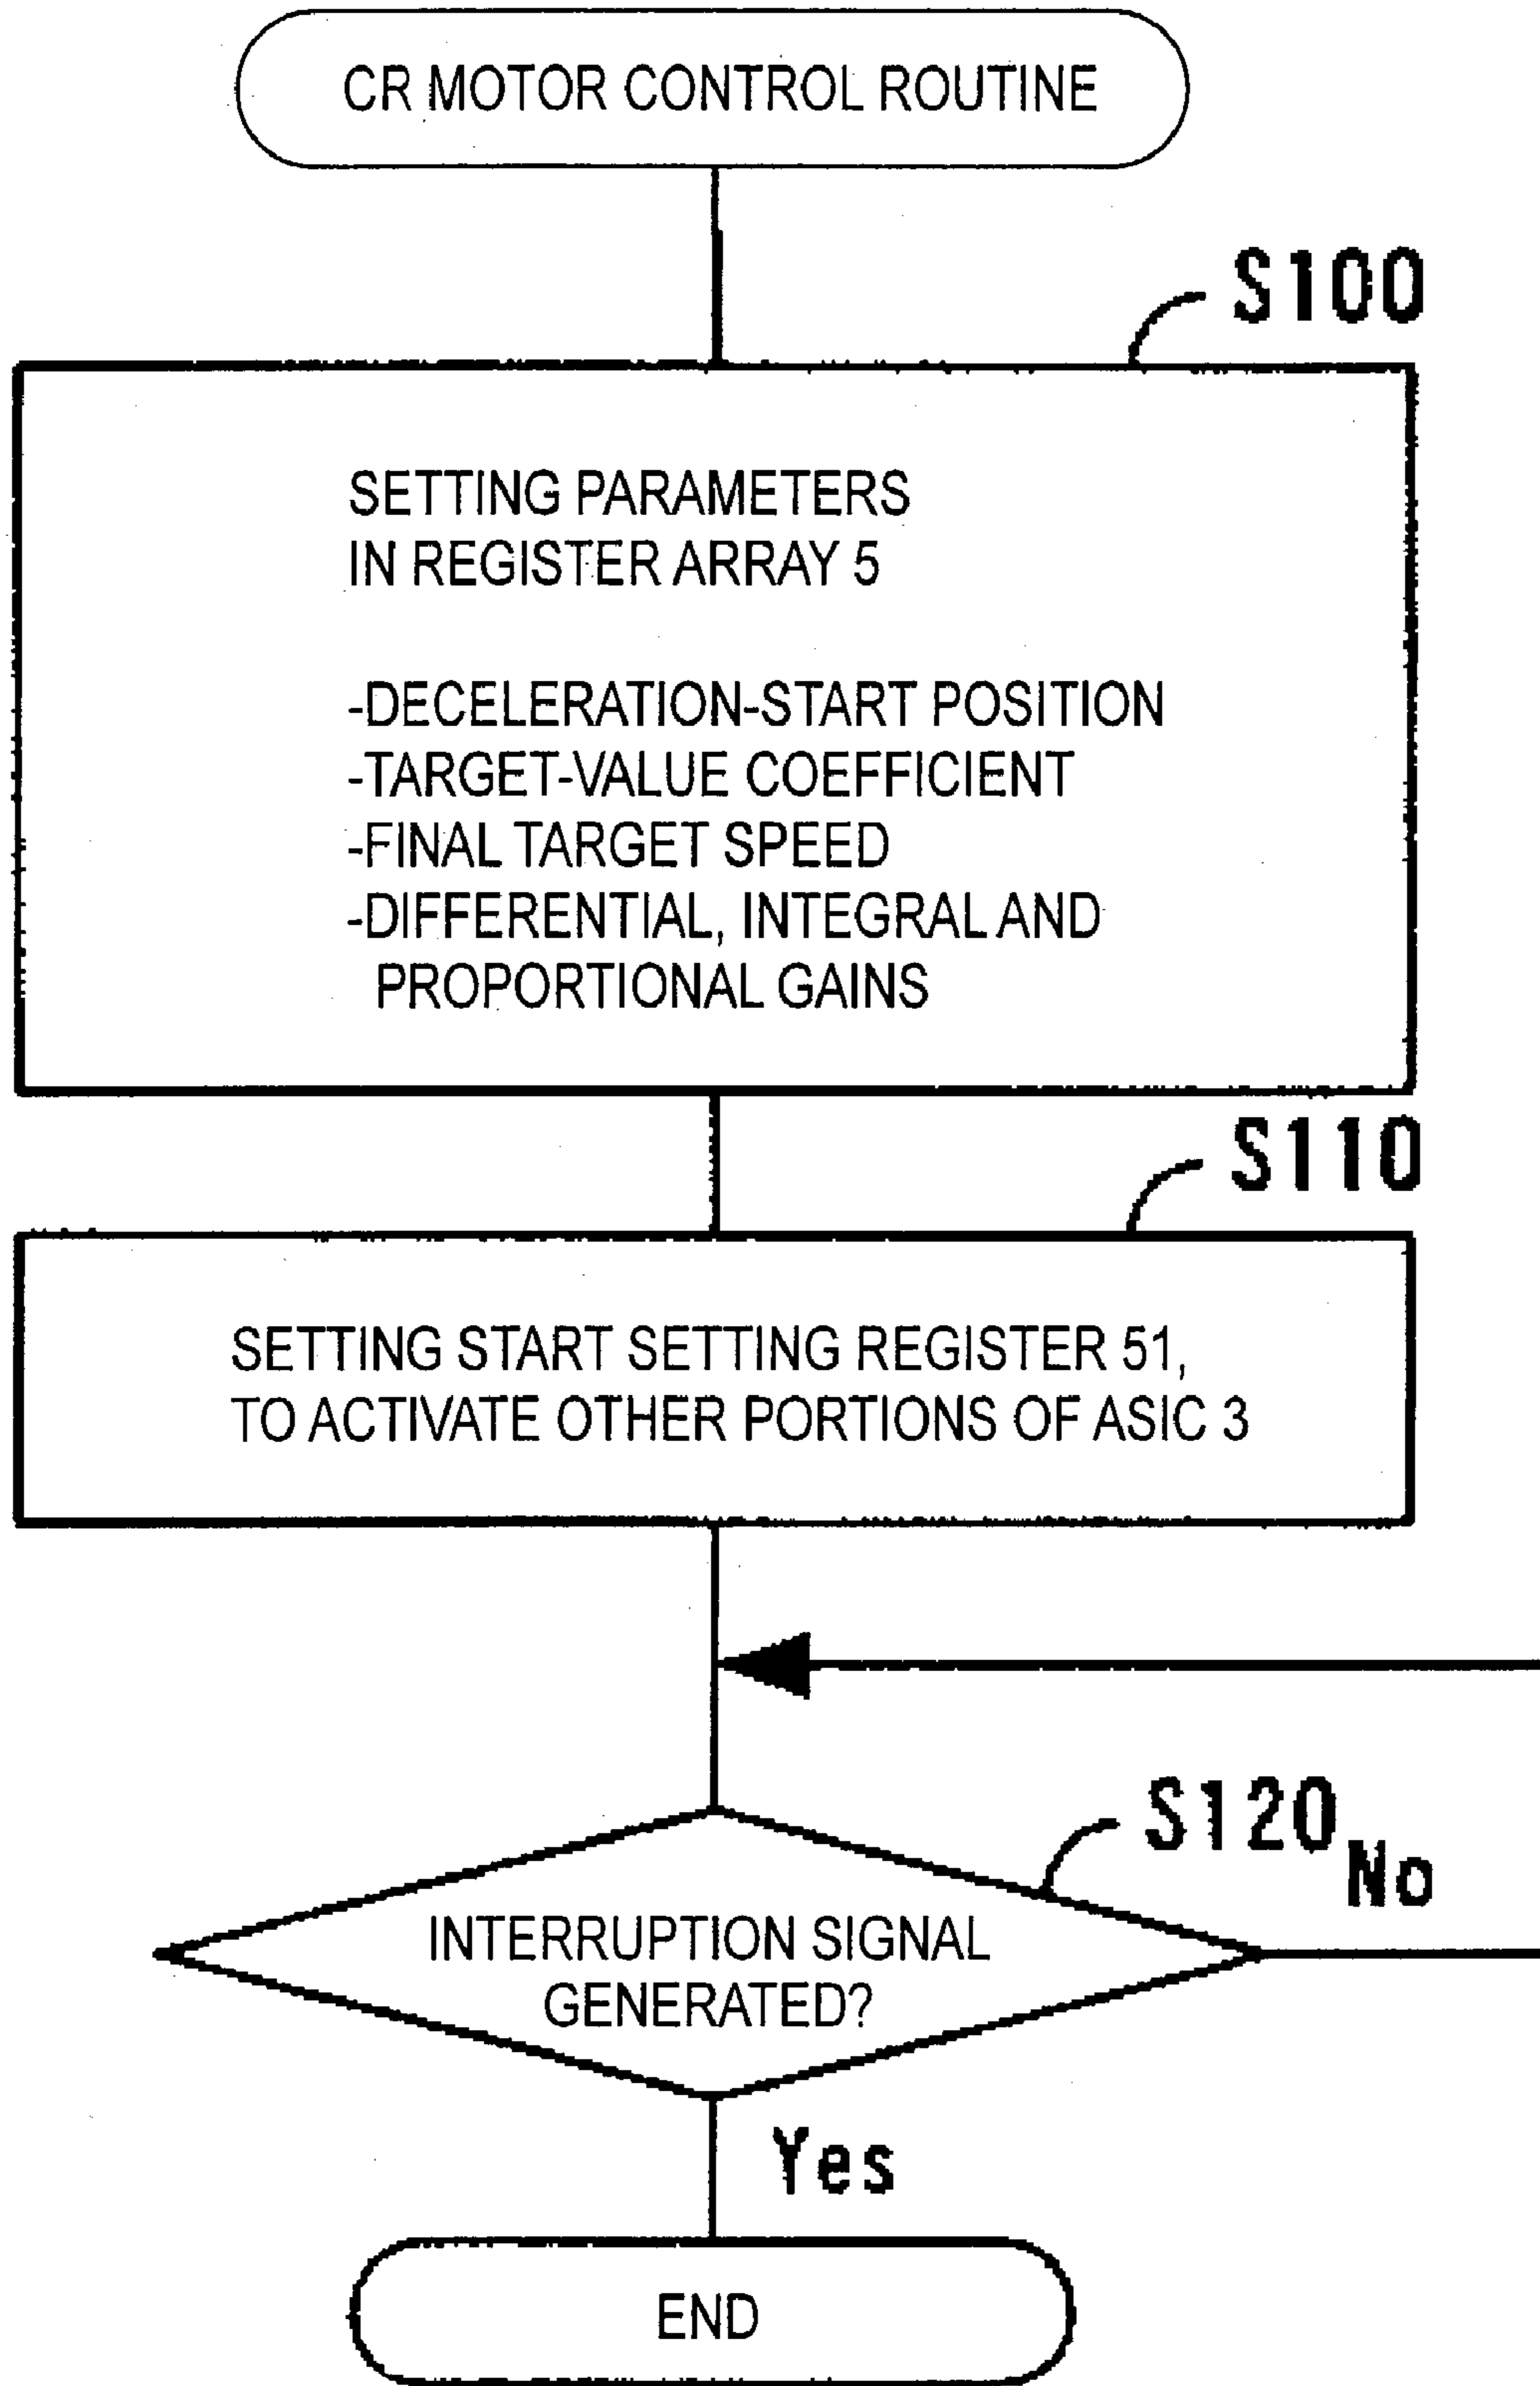 CR MOTOR CONTROL ROUTINE
S100
SETTING PARAMETERS
IN REGISTER ARRAY 5
-DECELERATION-START POSITION
-TARGET-VALUE COEFFICIENT
-FINAL TARGET SPEED
-DIFFERENTIAL, INTEGRAL AND
PROPORTIONAL GAINS
S110
SETTING START SETTING REGISTER 51,
TO ACTIVATE OTHER PORTIONS OF ASIC 3
S120
No
INTERRUPTION SIGNAL
GENERATED?
Yes
END